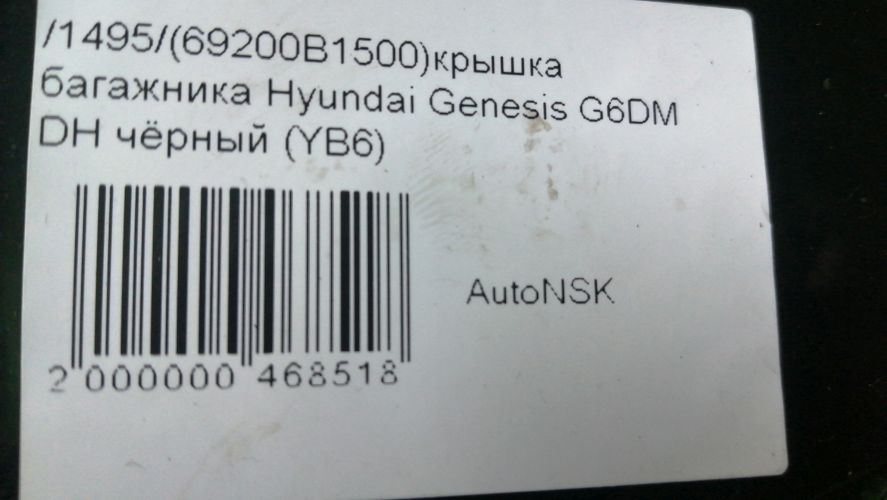 /1495/(69200B1500)крышка
багажника Hyundai Genesis G6DM
DH чёрный (YB6)
AutoNSK
2 000000 468518